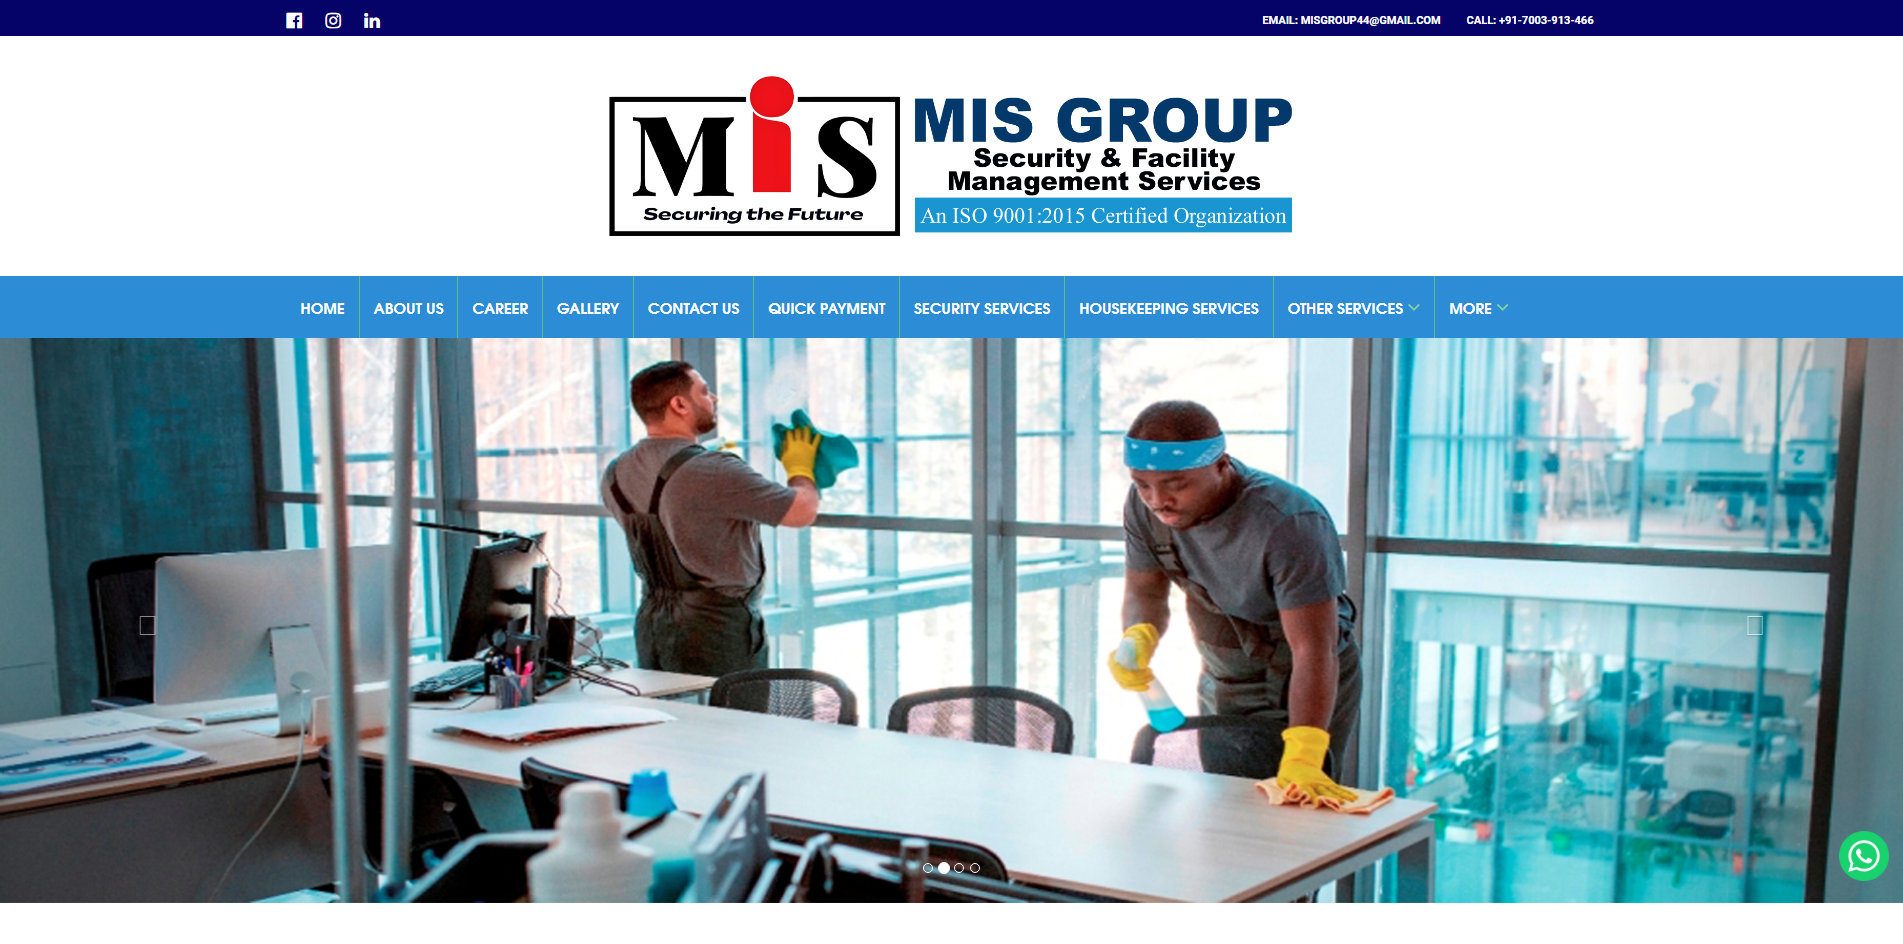 EMAIL: MISGROUP44@GMAIL.COM CALL: +91-7003-913-466
MiS
Securing the Future
MIS GROUP
Security & Facility
Management Services
An ISO 9001:2015 Certified Organization
HOME ABOUT US CAREER GALLERY CONTACT US QUICK PAYMENT SECURITY SERVICES HOUSEKEEPING SERVICES OTHER SERVICES MORE